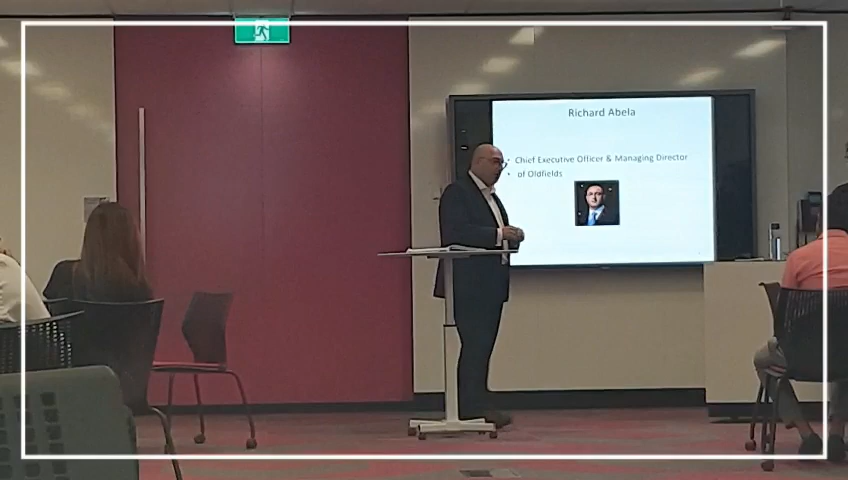 Richard Abela
• Chief Executive Officer & Managing Director
• of Oldfields